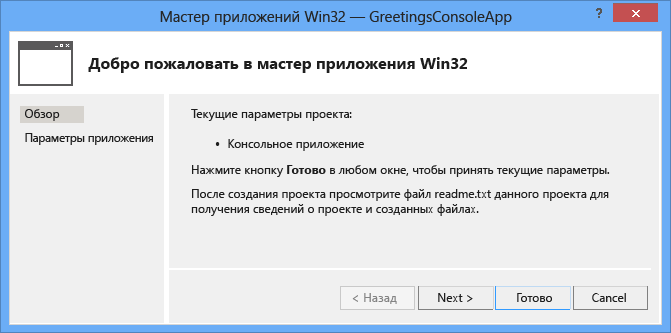 Мастер приложений Win32 — GreetingsConsoleApp
?
Добро пожаловать в мастер приложения Win32
Обзор
Параметры приложения
Текущие параметры проекта:
• Консольное приложение
Нажмите кнопку Готово в любом окне, чтобы принять текущие параметры.
После создания проекта просмотрите файл readme.txt данного проекта для
получения сведений о проекте и созданных файлах.
< Назад
Next >
Готово
Cancel